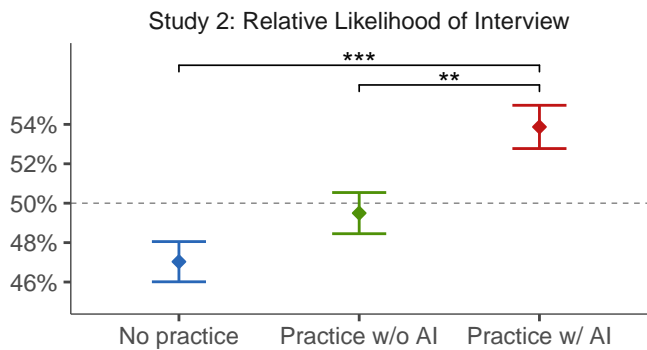 Study 2: Relative Likelihood of Interview
***
**
54%
52%
50%
48%
46%
No practice
Practice w/o AI
Practice w/ AI